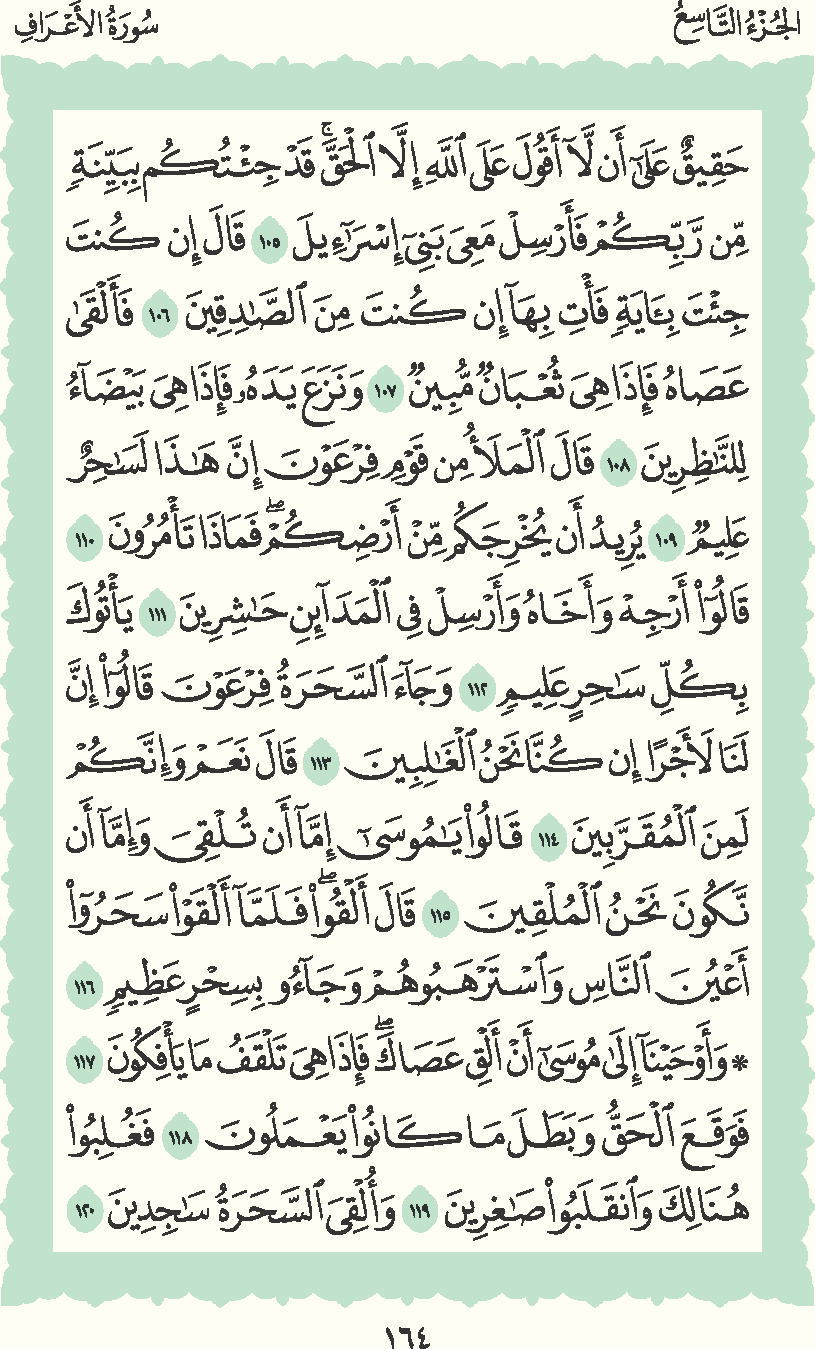 الجُزْءُ التَّاسِعُ
سُورَةُ الأَعْرَافِ
حَقِيقٌ عَلَىٰٓ أَن لَّآ أَقُولَ عَلَى ٱللَّهِ إِلَّا ٱلْحَقَّۚ قَدْ جِئْتُكُم بِبَيِّنَةٖ
مِّن رَّبِّكُمْ فَأَرْسِلْ مَعِيَ بَنِيٓ إِسْرَٰٓءِيلَ ١٠٥ قَالَ إِن كُنتَ
جِئْتَ بِـَٔايَةٖ فَأْتِ بِهَآ إِن كُنتَ مِنَ ٱلصَّٰدِقِينَ ١٠٦ فَأَلْقَىٰ
عَصَاهُ فَإِذَا هِيَ ثُعْبَانٞ مُّبِينٞ ١٠٧ وَنَزَعَ يَدَهُۥ فَإِذَا هِيَ بَيْضَآءُ
لِلنَّٰظِرِينَ ١٠٨ قَالَ ٱلْمَلَأُ مِن قَوْمِ فِرْعَوْنَ إِنَّ هَٰذَا لَسَٰحِرٌ
عَلِيمٞ ١٠٩ يُرِيدُ أَن يُخْرِجَكُم مِّنْ أَرْضِكُمْۖ فَمَاذَا تَأْمُرُونَ ١١٠
قَالُوٓاْ أَرْجِهْ وَأَخَاهُ وَأَرْسِلْ فِي ٱلْمَدَآئِنِ حَٰشِرِينَ ١١١ يَأْتُوكَ
بِكُلِّ سَٰحِرٍ عَلِيمٖ ١١٢ وَجَآءَ ٱلسَّحَرَةُ فِرْعَوْنَ قَالُوٓاْ إِنَّ
لَنَا لَأَجْرًا إِن كُنَّا نَحْنُ ٱلْغَٰلِبِينَ ١١٣ قَالَ نَعَمْ وَإِنَّكُمْ
لَمِنَ ٱلْمُقَرَّبِينَ ١١٤ قَالُواْ يَٰمُوسَىٰٓ إِمَّآ أَن تُلْقِيَ وَإِمَّآ أَن
نَّكُونَ نَحْنُ ٱلْمُلْقِينَ ١١٥ قَالَ أَلْقُواْۖ فَلَمَّآ أَلْقَوْاْ سَحَرُوٓاْ
أَعْيُنَ ٱلنَّاسِ وَٱسْتَرْهَبُوهُمْ وَجَآءُو بِسِحْرٍ عَظِيمٖ ١١٦
* وَأَوْحَيْنَآ إِلَىٰ مُوسَىٰٓ أَنْ أَلْقِ عَصَاكَۖ فَإِذَا هِيَ تَلْقَفُ مَا يَأْفِكُونَ ١١٧
فَوَقَعَ ٱلْحَقُّ وَبَطَلَ مَا كَانُواْ يَعْمَلُونَ ١١٨ فَغُلِبُواْ
هُنَالِكَ وَٱنقَلَبُواْ صَٰغِرِينَ ١١٩ وَأُلْقِيَ ٱلسَّحَرَةُ سَٰجِدِينَ ١٢٠
١٦٤